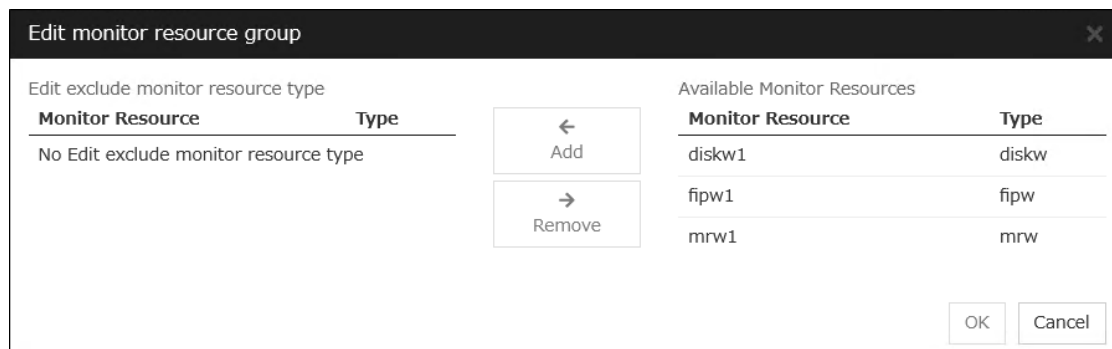 Edit monitor resource group
Edit exclude monitor resource type
Monitor Resource Type
No Edit exclude monitor resource type
Add
Remove
Available Monitor Resources
Monitor Resource Type
diskw1 diskw
fipw1 fipw
mrw1 mrw
OK Cancel